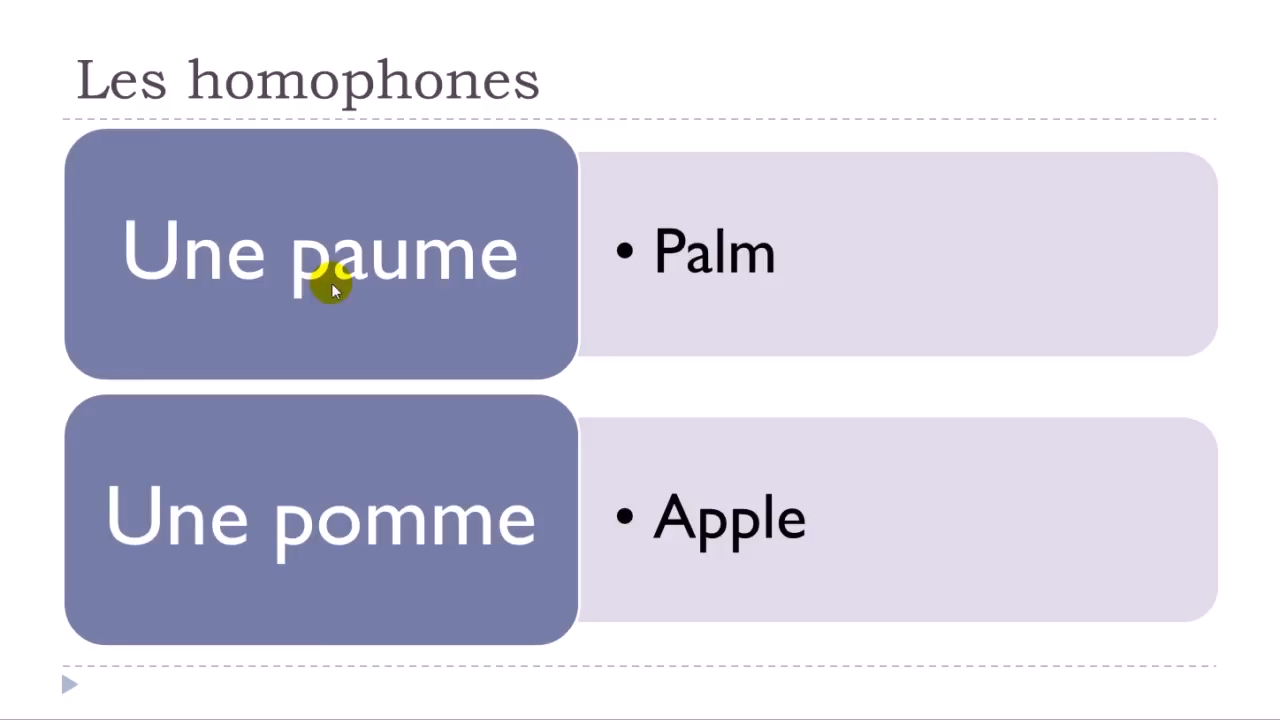 Les homophones
Une paume
• Palm
Une pomme
• Apple